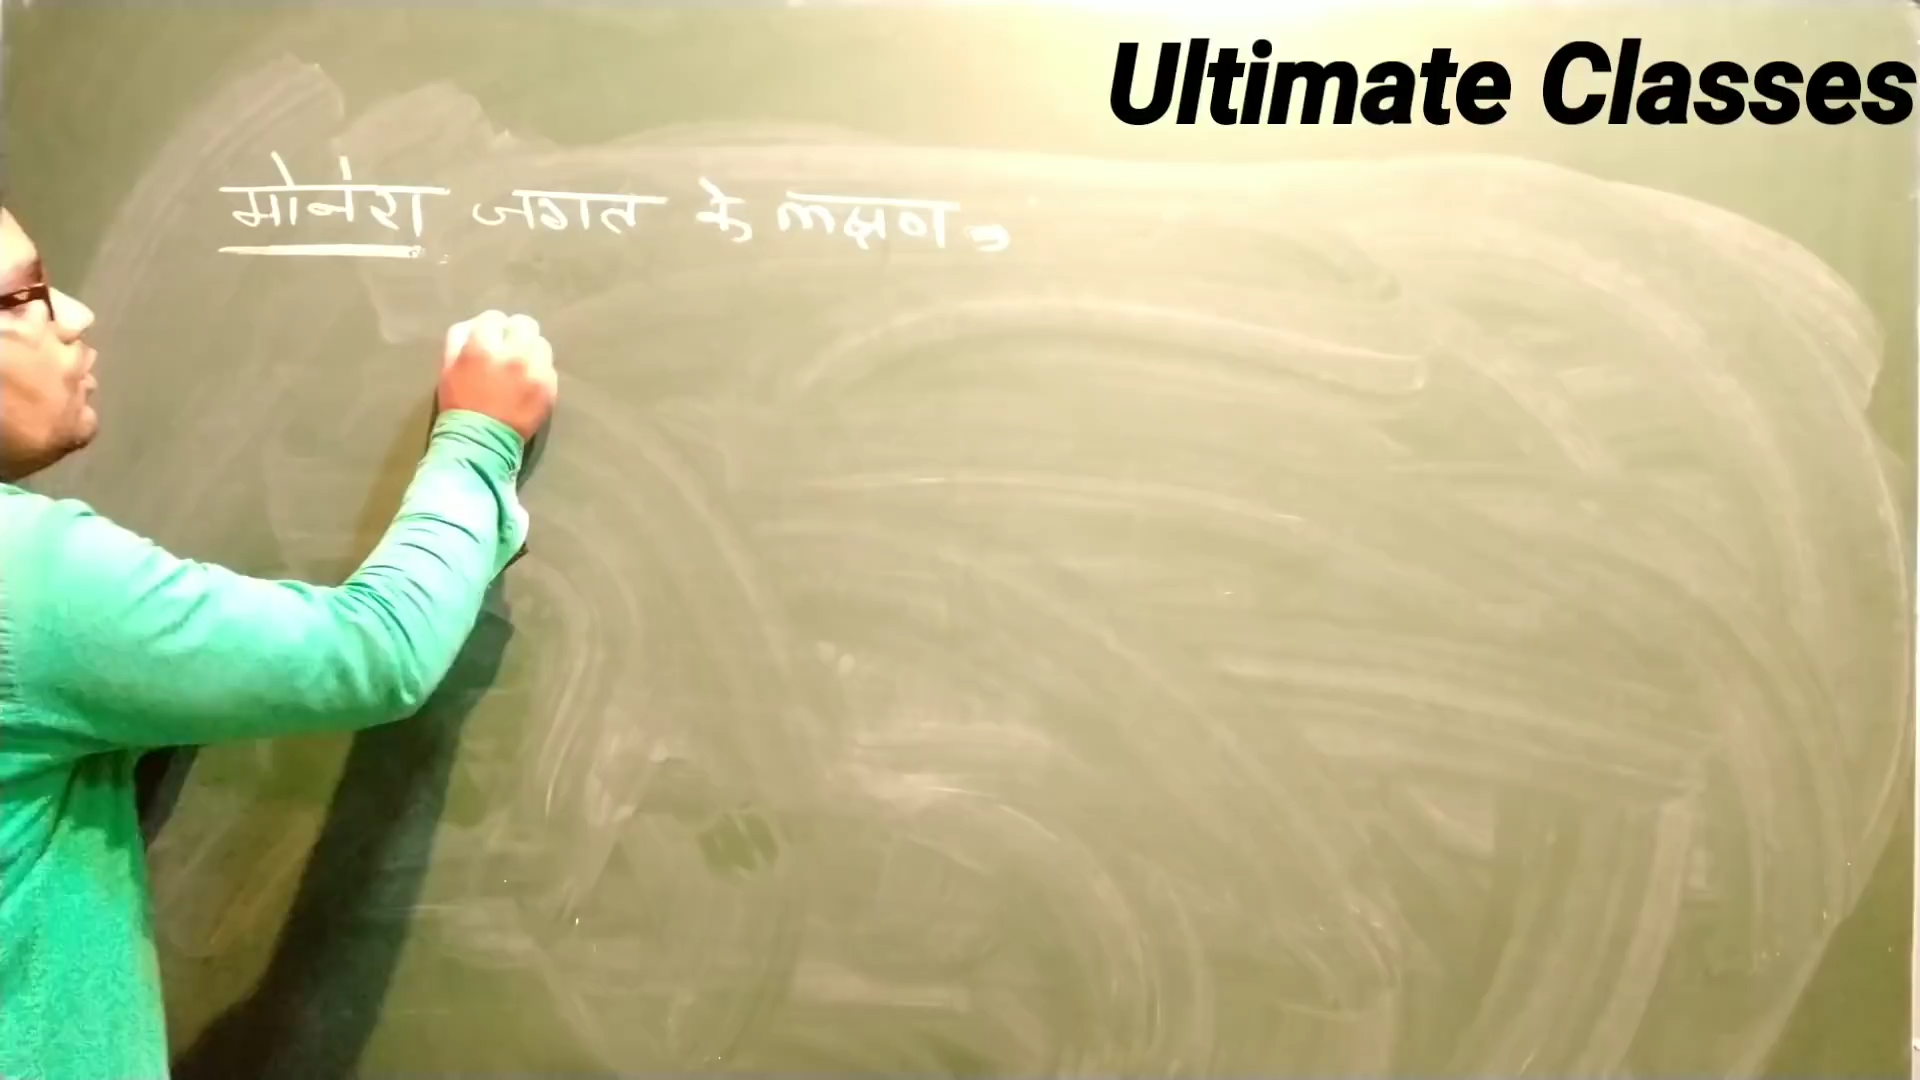 Ultimate Classes
मोनेरा जगत के लक्षण⇒